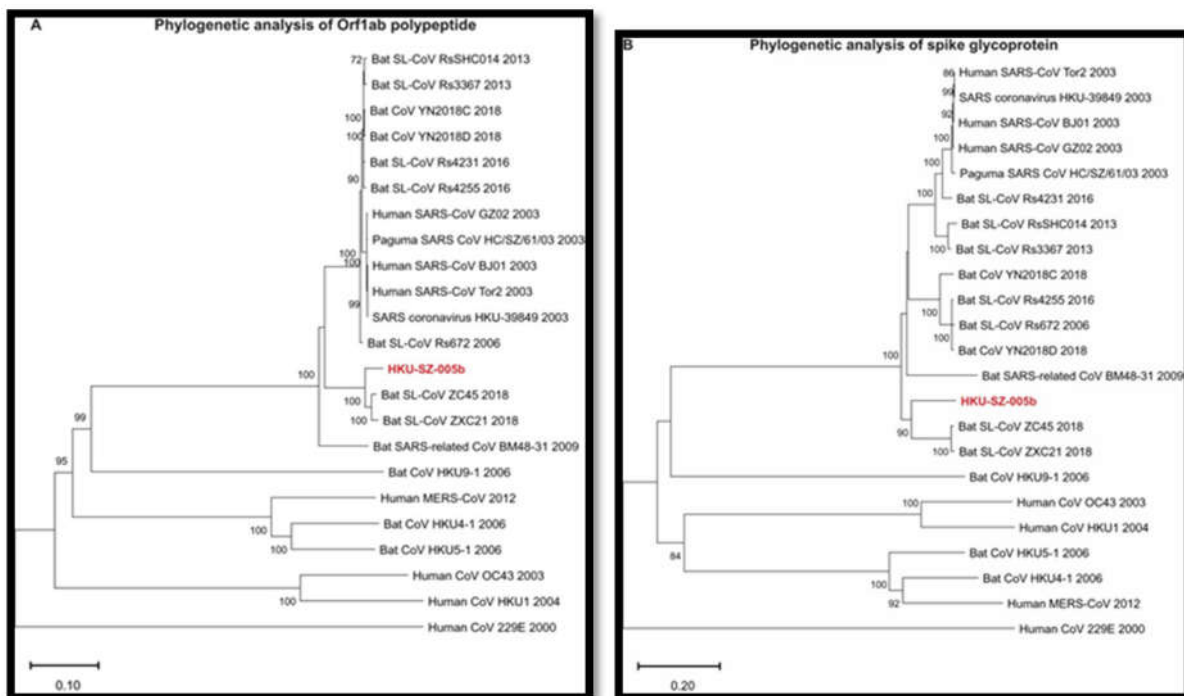 A
Phylogenetic analysis of Orf1ab polypeptide
72
Bat SL-CoV RsSHC014 2013
Bat SL-CoV Rs3367 2013
Bat CoV YN2018C 2018
100
Bat CoV YN2018D 2018
100
Bat SL-CoV Rs4231 2016
90
Bat SL-CoV Rs4255 2016
Human SARS-CoV GZ02 2003
Paguma SARS CoV HC/SZ/61/03 2003
100
100
Human SARS-CoV BJ01 2003
Human SARS-CoV Tor2 2003
99
SARS coronavirus HKU-39849 2003
Bat SL-CoV Rs672 2006
HKU-SZ-005b
100
Bat SL-CoV ZC45 2018
100
Bat SL-CoV ZXC21 2018
100
Bat SARS-related CoV BM48-31 2009
99
Bat CoV HKU9-1 2006
95
Human MERS-CoV 2012
Bat CoV HKU4-1 2006
100
Bat CoV HKU5-1 2006
100
Human CoV OC43 2003
Human CoV HKU1 2004
100
Human CoV 229E 2000
0.10
B
Phylogenetic analysis of spike glycoprotein
86
Human SARS-CoV Tor2 2003
99
SARS coronavirus HKU-39849 2003
92
Human SARS-CoV BJ01 2003
100
Human SARS-CoV GZ02 2003
100
Paguma SARS CoV HC/SZ/61/03 2003
100
Bat SL-CoV Rs4231 2016
Bat SL-CoV RsSHC014 2013
100
Bat SL-CoV Rs3367 2013
Bat CoV YN2018C 2018
Bat SL-CoV Rs4255 2016
100
Bat SL-CoV Rs672 2006
100
Bat CoV YN2018D 2018
100
Bat SARS-related CoV BM48-31 2009
HKU-SZ-005b
Bat SL-CoV ZC45 2018
90
Bat SL-CoV ZXC21 2018
100
Bat CoV HKU9-1 2006
100
Human CoV OC43 2003
Human CoV HKU1 2004
84
Bat CoV HKU5-1 2006
100
Bat CoV HKU4-1 2006
92
Human MERS-CoV 2012
Human CoV 229E 2000
0.20